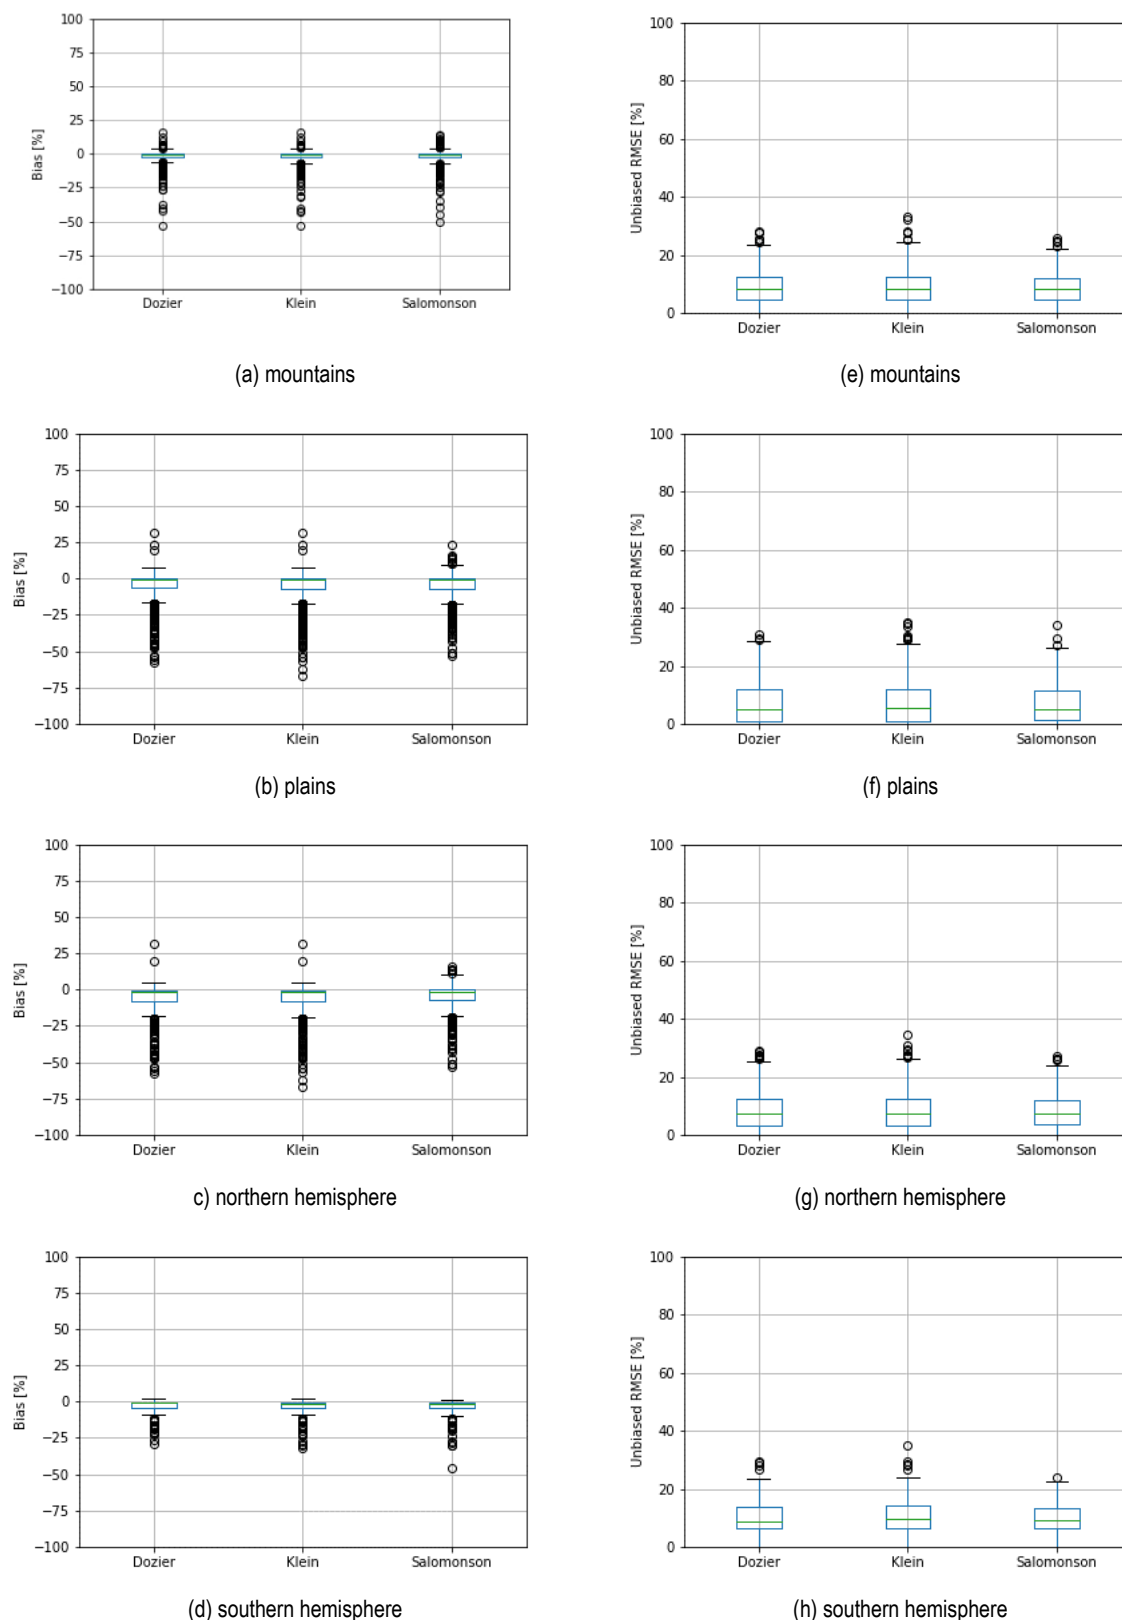 100
75
50
25
0
−25
−50
−75
−100
Bias [%]
Dozier Klein Salomonson
(a) mountains
100
80
60
40
20
0
Unbiased RMSE [%]
Dozier Klein Salomonson
(e) mountains
100
75
50
25
0
−25
−50
−75
−100
Bias [%]
Dozier Klein Salomonson
(b) plains
100
80
60
40
20
0
Unbiased RMSE [%]
Dozier Klein Salomonson
(f) plains
100
75
50
25
0
−25
−50
−75
−100
Bias [%]
Dozier Klein Salomonson
c) northern hemisphere
100
80
60
40
20
0
Unbiased RMSE [%]
Dozier Klein Salomonson
(g) northern hemisphere
100
75
50
25
0
−25
−50
−75
−100
Bias [%]
Dozier Klein Salomonson
(d) southern hemisphere
100
80
60
40
20
0
Unbiased RMSE [%]
Dozier Klein Salomonson
(h) southern hemisphere